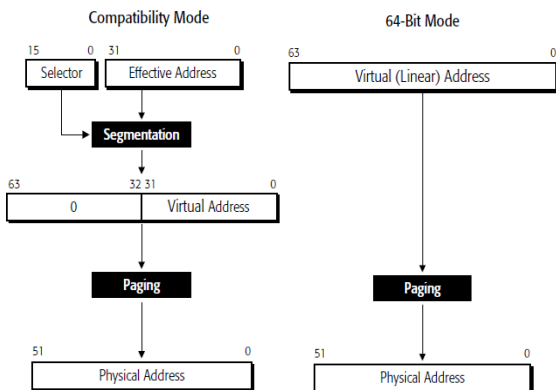 Compatibility Mode
64-Bit Mode
15 0 31 0
Selector Effective Address
63 0
Virtual (Linear) Address
Segmentation
63 32 31 0
0 Virtual Address
Paging
Paging
51 0
Physical Address
51 0
Physical Address